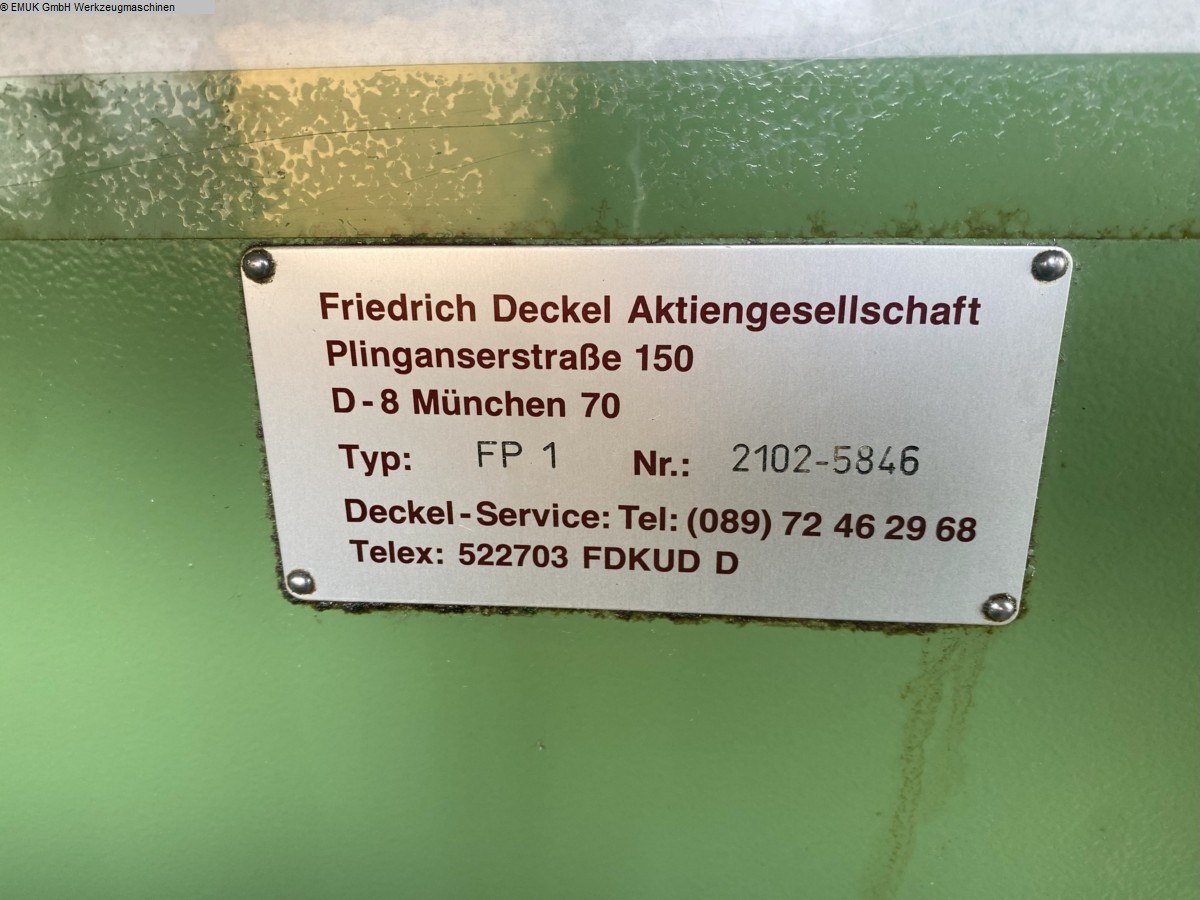 © EMUK GmbH Werkzeugmaschinen
Friedrich Deckel Aktiengesellschaft
Plinganserstraße 150
D-8 München 70
Typ: FP 1 Nr.: 2102-5846
Deckel-Service: Tel: (089) 72 46 29 68
Telex: 522703 FDKUD D